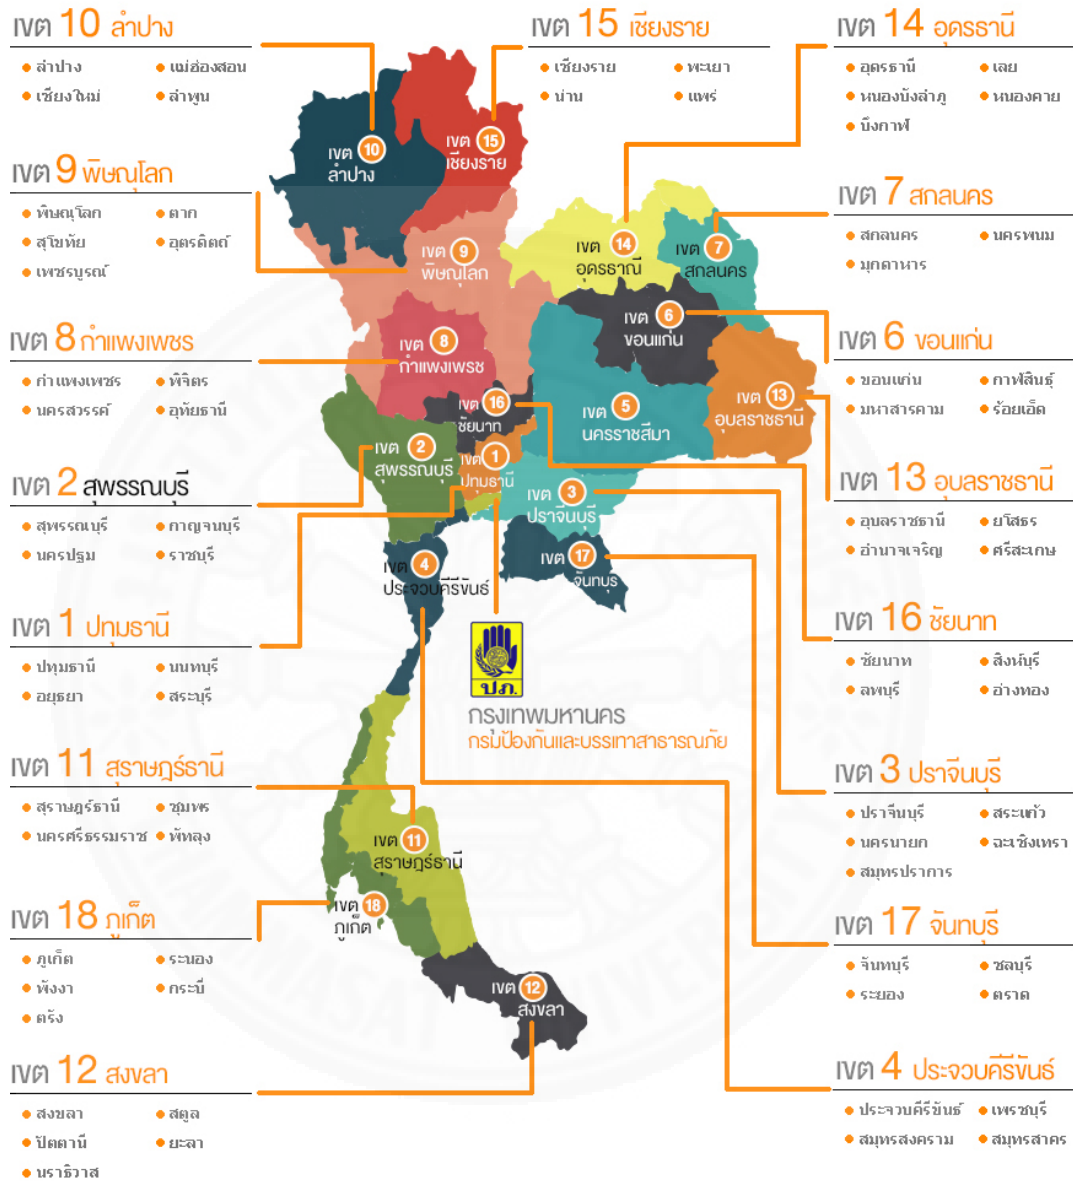 เขต 10 ลำปาง
ลำปาง
แม่ฮ่องสอน
เชียงใหม่
ลำพูน
เขต 15 เชียงราย
เชียงราย
พะเยา
น่าน
แพร่
เขต 14 อุดรธานี
อุดรธานี
เลย
หนองบังลำภู
หนองคาย
บึงกาฬ
เขต 9 พิษณุโลก
พิษณุโลก
ตาก
สุโขทัย
อุตรดิตถ์
เพชรบูรณ์
เขต 7 สกลนคร
สกลนคร
นครพนม
มุกดาหาร
เขต 8 กำแพงเพชร
กำแพงเพชร
พิจิตร
นครสวรรค์
อุทัยธานี
เขต 6 ขอนแก่น
ขอนแก่น
กาฬสินธุ์
มหาสารคาม
ร้อยเอ็ด
เขต 2 สุพรรณบุรี
สุพรรณบุรี
กาญจนบุรี
นครปฐม
ราชบุรี
เขต 13 อุบลราชธานี
อุบลราชธานี
ยโสธร
อำนาจเจริญ
ศรีสะเกษ
เขต 1 ปทุมธานี
ปทุมธานี
นนทบุรี
อยุธยา
สระบุรี
เขต 16 ชัยนาท
ชัยนาท
สิงห์บุรี
ลพบุรี
อ่างทอง
เขต 11 สุราษฎร์ธานี
สุราษฎร์ธานี
ชุมพร
นครศรีธรรมราช
พัทลุง
เขต 3 ปราจีนบุรี
ปราจีนบุรี
สระแก้ว
นครนายก
ฉะเชิงเทรา
สมุทรปราการ
เขต 18 ภูเก็ต
ภูเก็ต
ระนอง
พังงา
กระบี่
ตรัง
เขต 17 จันทบุรี
จันทบุรี
ชลบุรี
ระยอง
ตราด
เขต 12 สงขลา
สงขลา
สตูล
ปัตตานี
ยะลา
นราธิวาส
เขต 4 ประจวบคีรีขันธ์
ประจวบคีรีขันธ์
เพรชบุรี
สมุทรสงคราม
สมุทรสาคร
เขต 10
ลำปาง
เขต 15
เชียงราย
เขต 9
พิษณุโลก
เขต 14
อุดรธาณี
เขต 7
สกลนคร
เขต 8
กำแพงเพรช
เขต 6
ขอนแก่น
เขต 16
ชัยนาท
เขต 5
นครราชสีมา
เขต 13
อุบลราชธานี
เขต 2
สุพรรณบุรี
เขต 1
ปทุมธานี
เขต 3
ปราจีนบุรี
เขต 4
ประจวบคีรีขันธ์
เขต 17
จันทบุร
ปภ.
กรุงเทพมหานคร
กรมป้องกันและบรรเทาสาธารณภัย
เขต 11
สุราษฎร์ธานี
เขต 18
ภูเก็ต
เขต 12
สงขลา